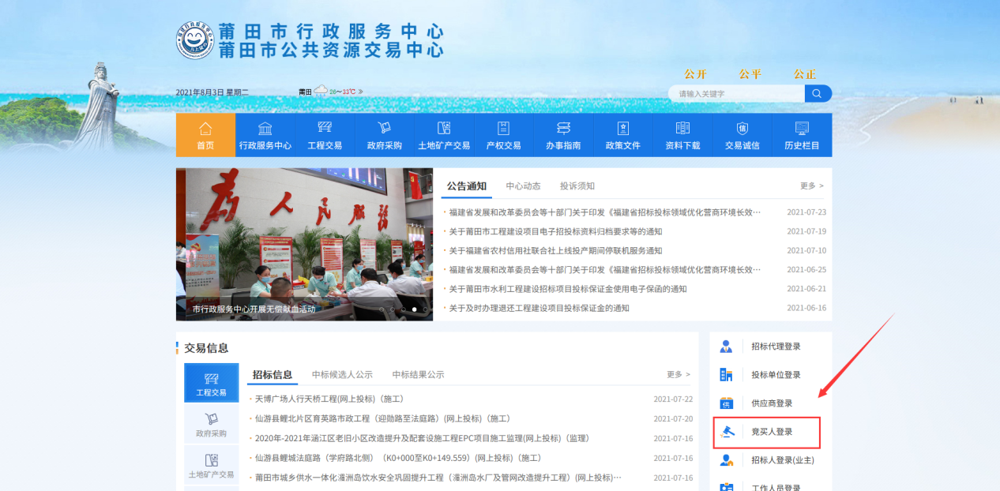 莆田市行政服务中心
莆田市公共资源交易中心
公开 公平 公正
2021年8月3日 星期二 莆田 26～33℃ »
请输入关键字
首页 行政服务中心 工程交易 政府采购 土地矿产交易 产权交易 办事指南 政策文件 资料下载 交易诚信 历史栏目
为人民服务
市行政服务中心开展无偿献血活动
公告通知 中心动态 投诉须知 更多 >
福建省发展和改革委员会等十部门关于印发《福建省招标投标领域优化营商环境长效… 2021-07-23
关于莆田市工程建设项目电子招投标资料归档要求等的通知 2021-07-19
关于福建省农村信用社联合社上线投产期间停联机服务通知 2021-07-10
福建省发展和改革委员会等十部门关于印发《福建省招标投标领域优化营商环境长效… 2021-06-25
关于莆田市水利工程建设招标项目投标保证金使用电子保函的通知 2021-06-21
关于及时办理退还工程建设项目投标保证金的通知 2021-06-16
交易信息
工程交易
政府采购
土地矿产交易
招标信息 中标候选人公示 中标结果公示 更多 >
天博广场人行天桥工程(网上投标)（施工） 2021-07-22
仙游县鲤北片区育英路市政工程（迎勋路至法庭路）(网上投标)（施工） 2021-07-20
2020年-2021年涵江区老旧小区改造提升及配套设施工程EPC项目施工监理(网上投标)（监理） 2021-07-16
仙游县鲤城法庭路（学府路北侧）（K0+000至K0+149.559）(网上投标)（施工） 2021-07-16
莆田市城乡供水一体化湄洲岛饮水安全巩固提升工程（湄洲岛水厂及管网改造提升工程）(网上投标)… 2021-07-16
招标代理登录
投标单位登录
供应商登录
竞买人登录
招标人登录(业主)
工作人员登录